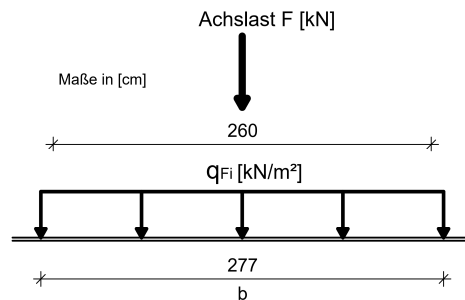 Achslast F [kN]
Maße in [cm]
260
qFi [kN/m²]
277
b